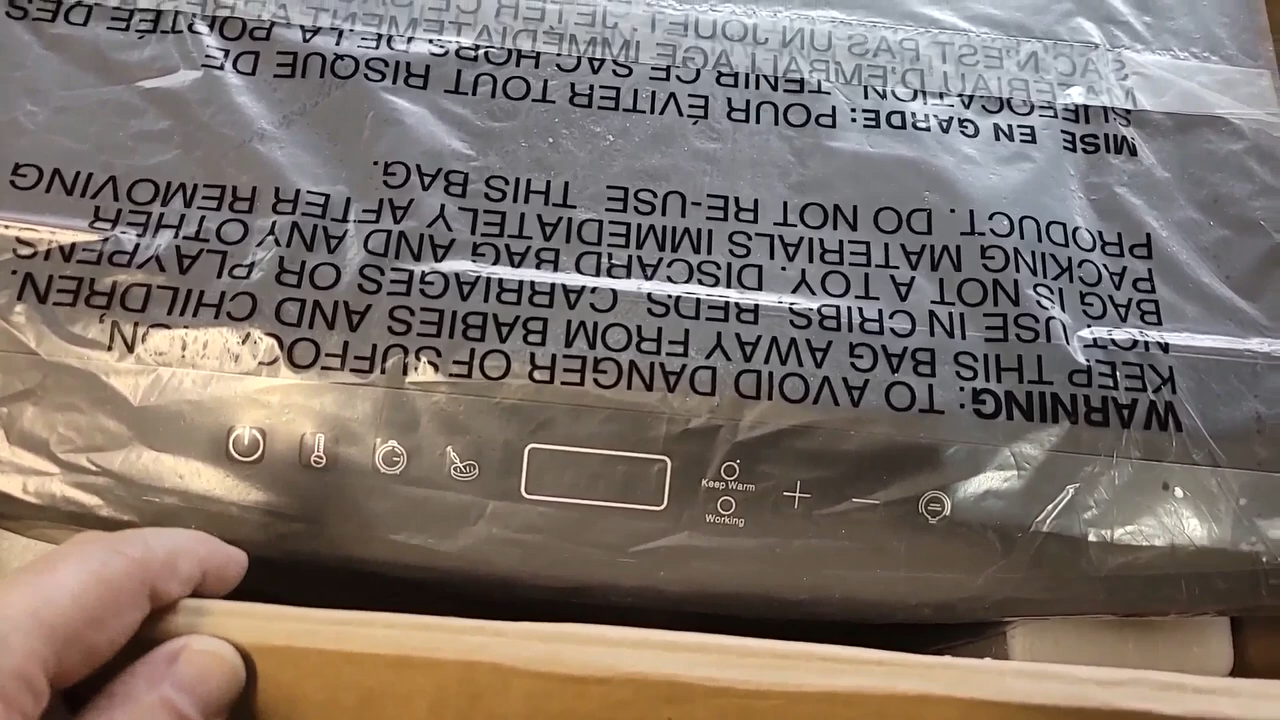 WARNING: TO AVOID DANGER OF SUFFOCATION,
KEEP THIS BAG AWAY FROM BABIES AND CHILDREN.
NOT USE IN CRIBS, BEDS, CARRIAGES OR PLAYPENS
BAG IS NOT A TOY. DISCARD BAG AND ANY OTHER
PACKING MATERIALS IMMEDIATELY AFTER REMOVING
PRODUCT. DO NOT RE-USE THIS BAG.
MISE EN GARDE: POUR ÉVITER TOUT RISQUE DE
SUFFOCATION, TENIR CE SAC HORS DE LA PORTÉE DES
MATÉRIAU D'EMBALLAGE IMMÉDIATEMENT APRÈS
SAC N'EST PAS UN JOUET JETER CE
Keep Warm
Working